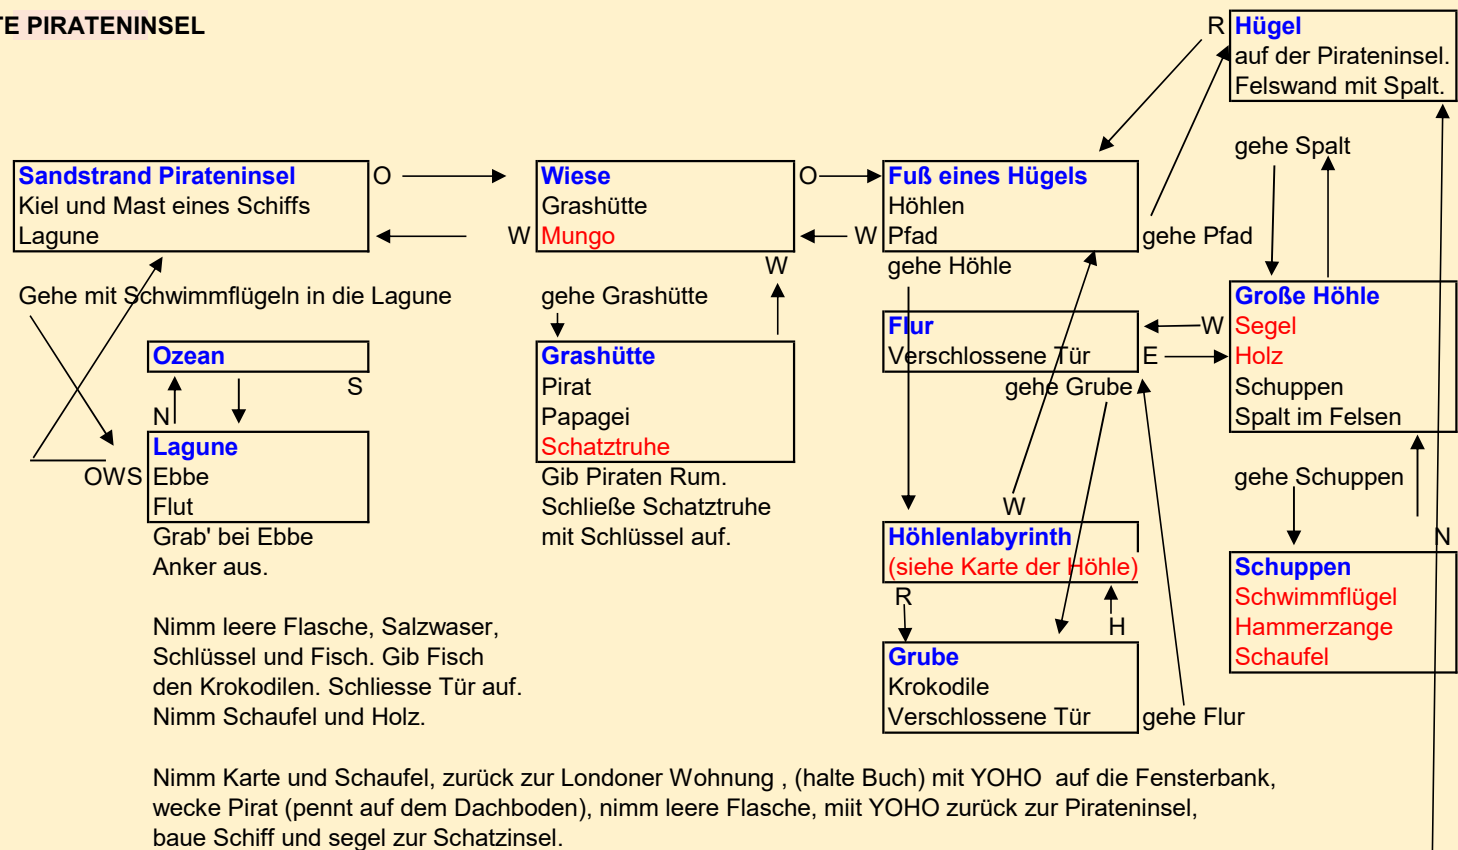 TE PIRATENINSEL
R
Hügel
auf der Pirateninsel.
Felswand mit Spalt.
gehe Spalt
Sandstrand Pirateninsel
Kiel und Mast eines Schiffs
Lagune
O
W
Wiese
Grashütte
Mungo
O
W
W
Fuß eines Hügels
Höhlen
Pfad
gehe Pfad
gehe Höhle
Gehe mit Schwimmflügeln in die Lagune
gehe Grashütte
Ozean
S
N
Lagune
Ebbe
Flut
OWS
Grab' bei Ebbe
Anker aus.
Grashütte
Pirat
Papagei
Schatztruhe
Gib Piraten Rum.
Schließe Schatztruhe
mit Schlüssel auf.
Flur
Verschlossene Tür
E
W
gehe Grube
Große Höhle
Segel
Holz
Schuppen
Spalt im Felsen
gehe Schuppen
N
W
Höhlenlabyrinth
(siehe Karte der Höhle)
R
H
Schuppen
Schwimmflügel
Hammerzange
Schaufel
Grube
Krokodile
Verschlossene Tür
gehe Flur
Nimm leere Flasche, Salzwaser,
Schlüssel und Fisch. Gib Fisch
den Krokodilen. Schliesse Tür auf.
Nimm Schaufel und Holz.
Nimm Karte und Schaufel, zurück zur Londoner Wohnung , (halte Buch) mit YOHO auf die Fensterbank,
wecke Pirat (pennt auf dem Dachboden), nimm leere Flasche, miit YOHO zurück zur Pirateninsel,
baue Schiff und segel zur Schatzinsel.